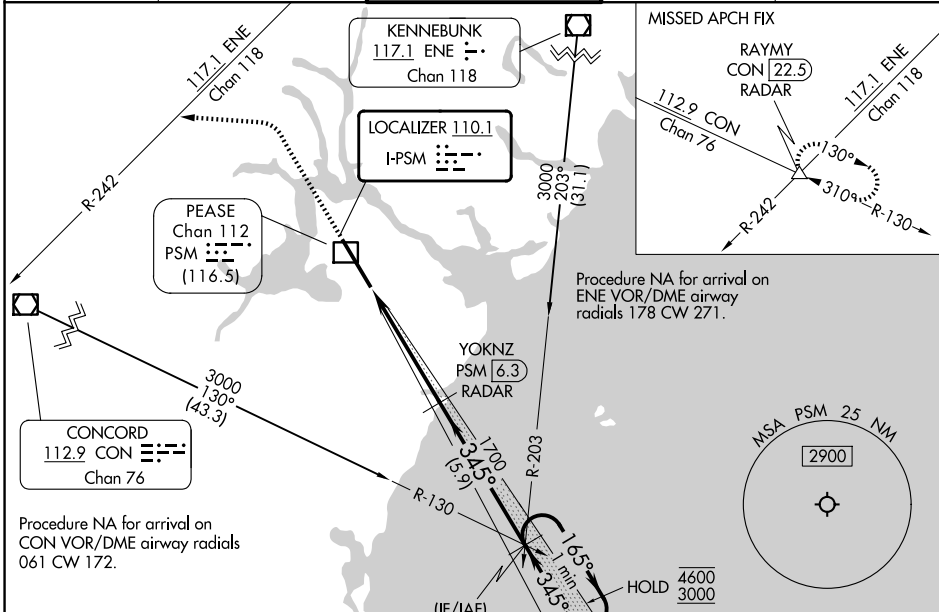 117.1 ENE
Chan 118
KENNEBUNK
117.1 ENE
Chan 118
LOCALIZER 110.1
I-PSM
3000
203°
(31.1)
MISSED APCH FIX
RAYMY
CON 22.5
RADAR
112.9 CON
Chan 76
117.1 ENE
Chan 118
130°
310°
R-130
R-242
R-242
PEASE
Chan 112
PSM
(116.5)
Procedure NA for arrival on
ENE VOR/DME airway
radials 178 CW 271.
YOKNZ
PSM 6.3
RADAR
3000
130°
(43.3)
CONCORD
112.9 CON
Chan 76
1700
345°
(5.9)
R-203
R-130
MSA PSM 25 NM
2900
Procedure NA for arrival on
CON VOR/DME airway radials
061 CW 172.
165°
1 min
345°
HOLD 4600
3000
(IF/IAF)